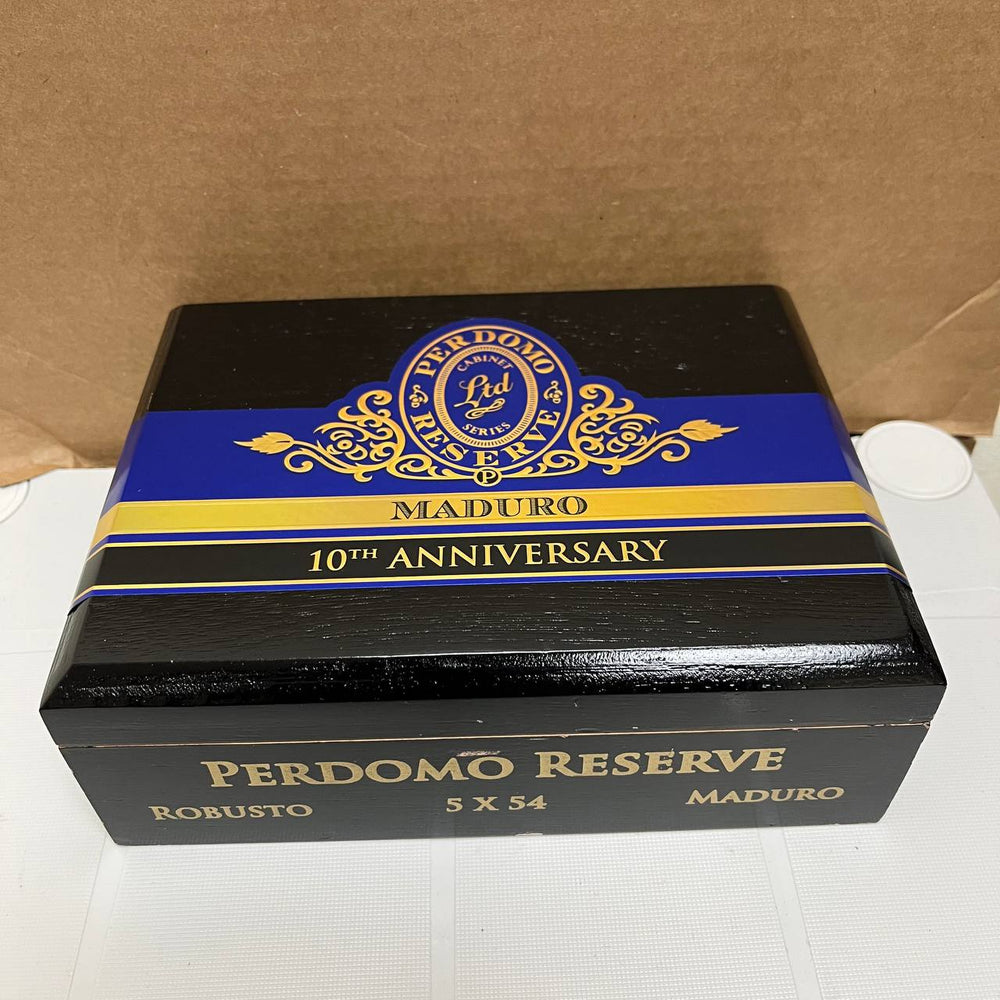 PERDOMO
CABINET
Ltd
SERIES
RESERVE
P
MADURO
10TH ANNIVERSARY
PERDOMO RESERVE
ROBUSTO 5 X 54 MADURO